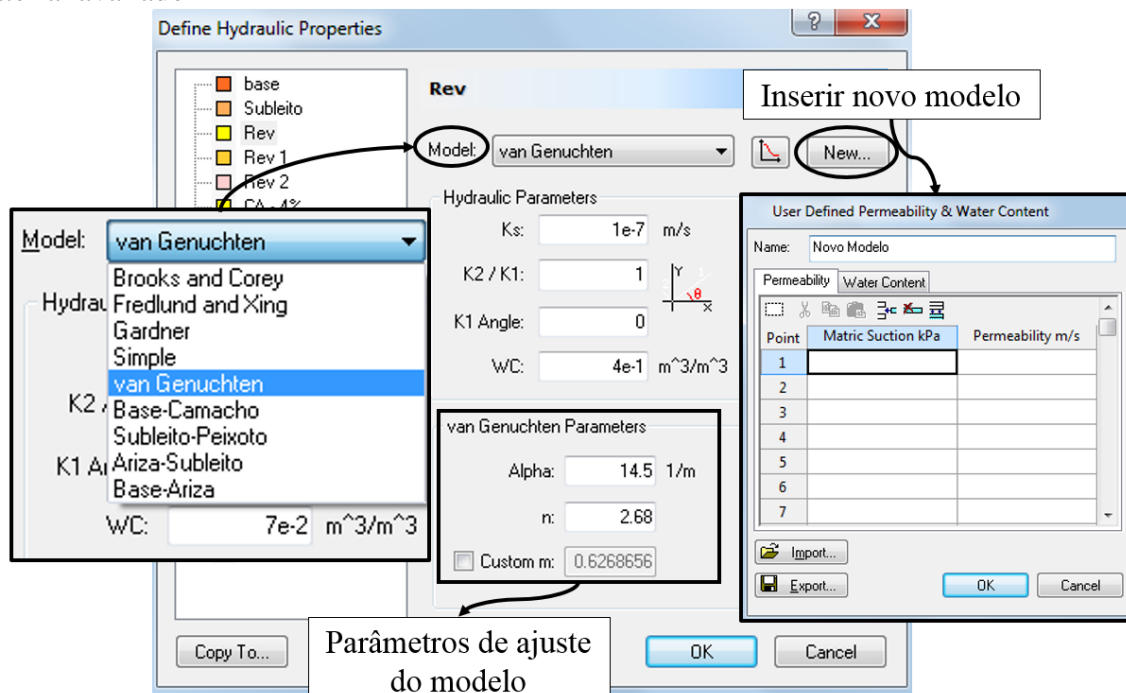 Define Hydraulic Properties
base
Subleito
Rev
Rev 1
Rev 2
CA - 4%
Rev
Model: van Genuchten
New...
Inserir novo modelo
Hydraulic Parameters
Ks: 1e-7 m/s
K2 / K1: 1
K1 Angle: 0
WC: 4e-1 m^3/m^3
Y
θ
X
van Genuchten Parameters
Alpha: 14.5 1/m
n: 2.68
Custom m: 0.6268656
Model: van Genuchten
Brooks and Corey
Fredlund and Xing
Gardner
Simple
van Genuchten
Base-Camacho
Subleito-Peixoto
Ariza-Subleito
Base-Ariza
WC: 7e-2 m^3/m^3
User Defined Permeability & Water Content
Name: Novo Modelo
Permeability Water Content
Point Matric Suction kPa Permeability m/s
1
2
3
4
5
6
7
Import...
Export...
OK Cancel
Parâmetros de ajuste
do modelo
Copy To...
OK Cancel